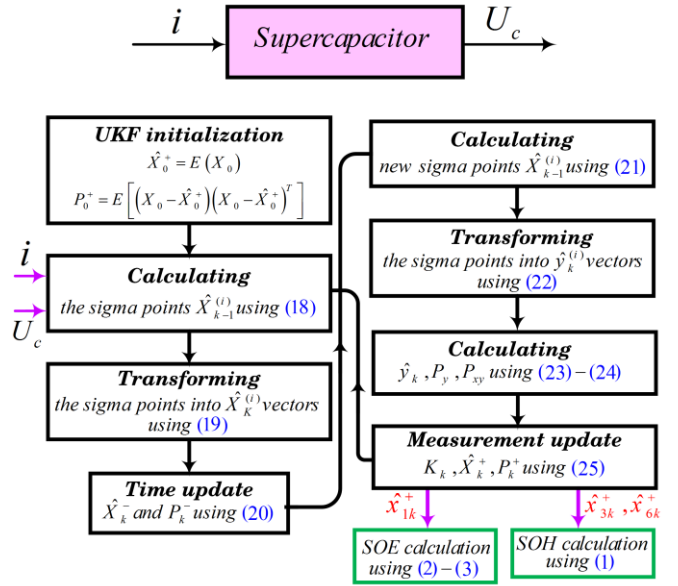 i
Supercapacitor
U_c
UKF initialization
X̂_0^+ = E(X_0)
P_0^+ = E[(X_0 − X̂_0^+)(X_0 − X̂_0^+)^T]
i
U_c
Calculating
the sigma points X̂_{k-1}^{(i)} using (18)
Transforming
the sigma points into X̂_K^{(i)} vectors
using (19)
Time update
X̂_k^- and P_k^- using (20)
Calculating
new sigma points X̂_{k-1}^{(i)} using (21)
Transforming
the sigma points into ŷ_k^{(i)} vectors
using (22)
Calculating
ŷ_k , P_y , P_xy using (23)−(24)
Measurement update
K_k , X̂_k^+ , P_k^+ using (25)
x̂_{1k}^+
x̂_{3k}^+ , x̂_{6k}^+
SOE calculation
using (2)−(3)
SOH calculation
using (1)